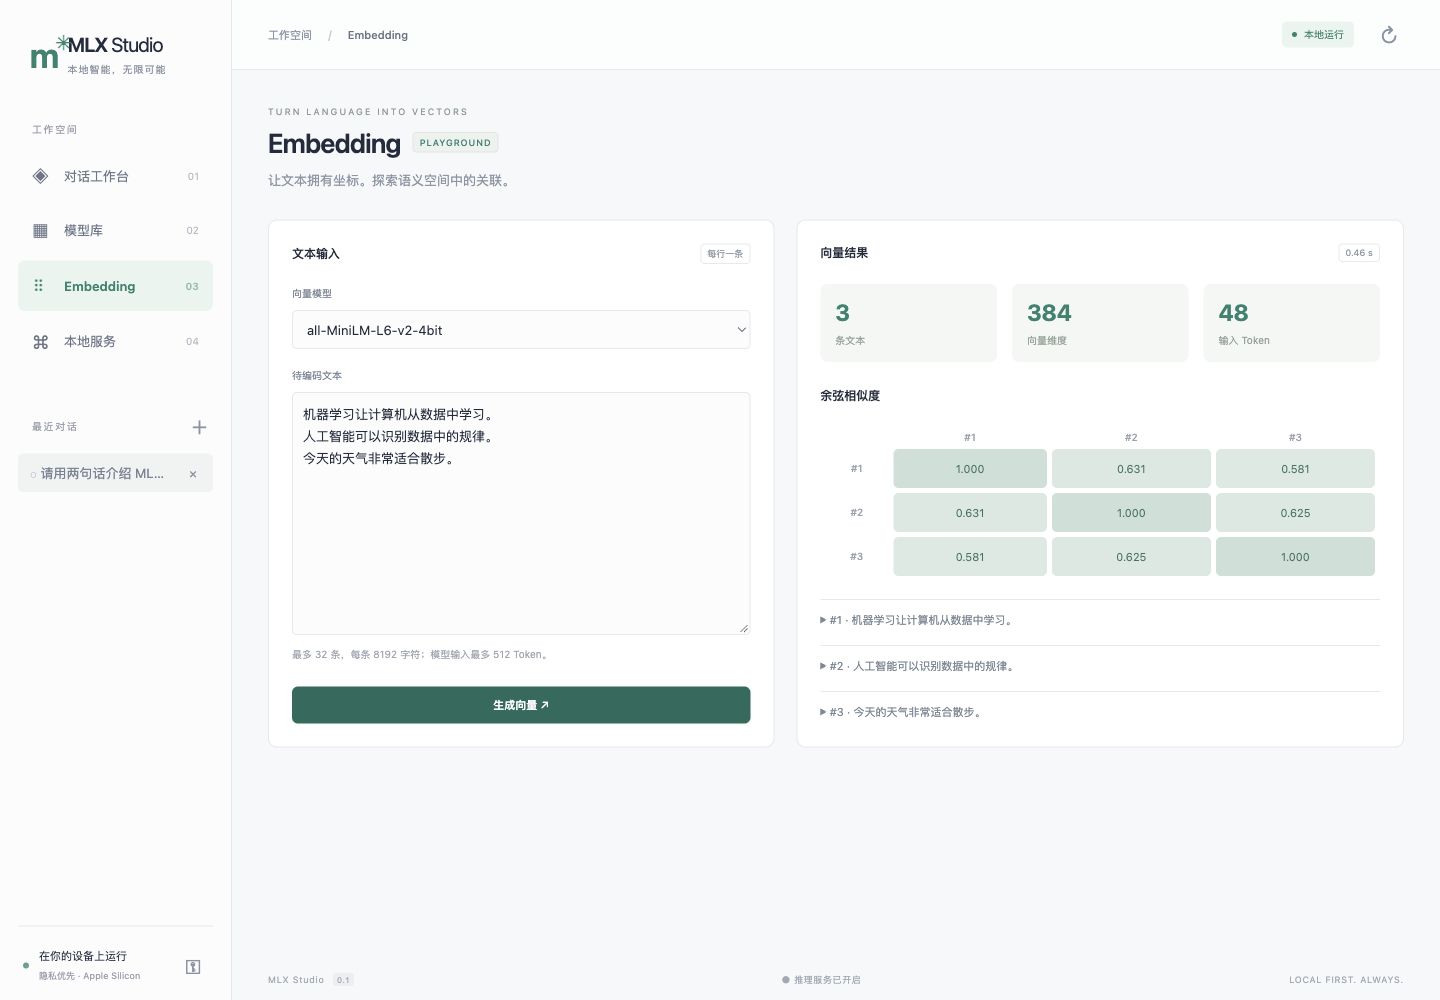 MLX Studio
本地智能，无限可能
工作空间
对话工作台 01
模型库 02
Embedding 03
本地服务 04
最近对话
请用两句话介绍 ML...
在你的设备上运行
隐私优先 · Apple Silicon
工作空间 / Embedding
本地运行
TURN LANGUAGE INTO VECTORS
Embedding PLAYGROUND
让文本拥有坐标。探索语义空间中的关联。
文本输入 每行一条
向量模型
all-MiniLM-L6-v2-4bit
待编码文本
机器学习让计算机从数据中学习。
人工智能可以识别数据中的规律。
今天的天气非常适合散步。
最多 32 条，每条 8192 字符；模型输入最多 512 Token。
生成向量 ↗
向量结果 0.46 s
3 384 48
条文本 向量维度 输入 Token
余弦相似度
#1 #2 #3
#1 1.000 0.631 0.581
#2 0.631 1.000 0.625
#3 0.581 0.625 1.000
#1 · 机器学习让计算机从数据中学习。
#2 · 人工智能可以识别数据中的规律。
#3 · 今天的天气非常适合散步。
MLX Studio 0.1
推理服务已开启
LOCAL FIRST. ALWAYS.